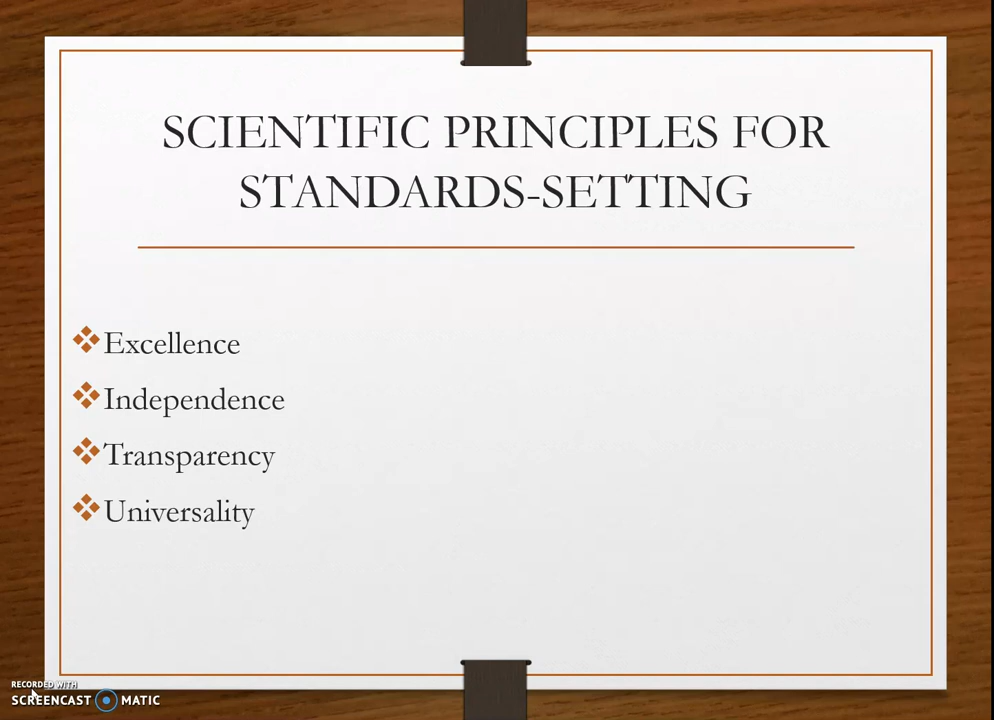 SCIENTIFIC PRINCIPLES FOR
STANDARDS-SETTING
Excellence
Independence
Transparency
Universality
RECORDED WITH
SCREENCAST MATIC